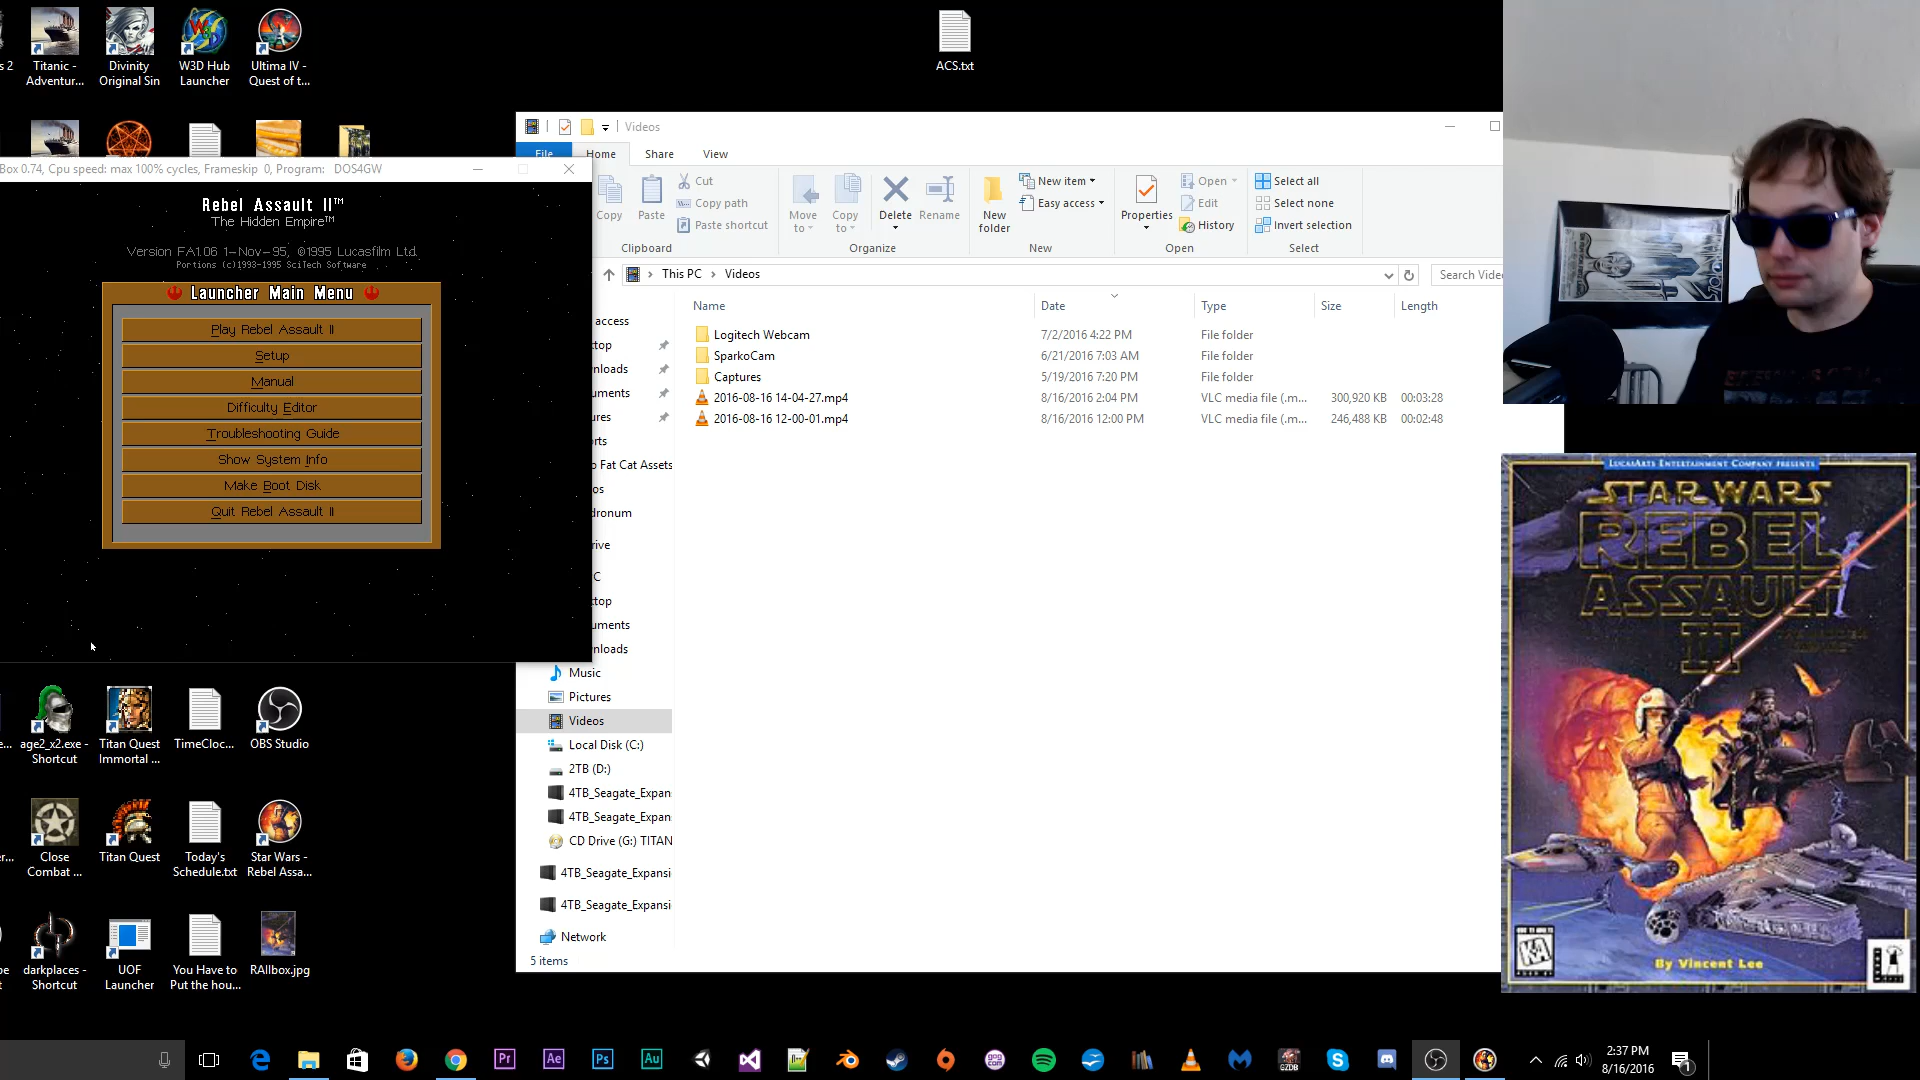 s 2
Titanic -
Adventur...
Divinity
Original Sin
W3D Hub
Launcher
Ultima IV -
Quest of t...
ACS.txt
Box 0.74, Cpu speed: max 100% cycles, Frameskip 0, Program: DOS4GW
Rebel Assault II™
The Hidden Empire™
Version FA1.06 1-Nov-95, ©1995 Lucasfilm Ltd.
Portions (c)1993-1995 SciTech Software
Launcher Main Menu
Play Rebel Assault II
Setup
Manual
Difficulty Editor
Troubleshooting Guide
Show System Info
Make Boot Disk
Quit Rebel Assault II
Videos
File Home Share View
Copy
Paste
Cut
Copy path
Paste shortcut
Clipboard
Move
to
Copy
to
Delete
Rename
Organize
New
folder
New item
Easy access
New
Properties
Open
Edit
History
Open
Select all
Select none
Invert selection
Select
This PC Videos
Search Vide
Name Date Type Size Length
Logitech Webcam 7/2/2016 4:22 PM File folder
SparkoCam 6/21/2016 7:03 AM File folder
Captures 5/19/2016 7:20 PM File folder
2016-08-16 14-04-27.mp4 8/16/2016 2:04 PM VLC media file (.m... 300,920 KB 00:03:28
2016-08-16 12-00-01.mp4 8/16/2016 12:00 PM VLC media file (.m... 246,488 KB 00:02:48
access
top
nloads
uments
ures
orts
o Fat Cat Assets
os
dronum
rive
C
top
uments
nloads
Music
Pictures
Videos
Local Disk (C:)
2TB (D:)
4TB_Seagate_Expan
4TB_Seagate_Expan
CD Drive (G:) TITAN
4TB_Seagate_Expansi
4TB_Seagate_Expansi
Network
5 items
age2_x2.exe -
Shortcut
Titan Quest
Immortal ...
TimeCloc...
OBS Studio
Close
Combat ...
Titan Quest
Today's
Schedule.txt
Star Wars -
Rebel Assa...
darkplaces -
Shortcut
UOF
Launcher
You Have to
Put the hou...
RAIIbox.jpg
LucasArts Entertainment Company presents
STAR WARS
REBEL
ASSAULT
II
By Vincent Lee
KA
Pr Ae Ps Au
gog
com
GZDB
2:37 PM
8/16/2016
1